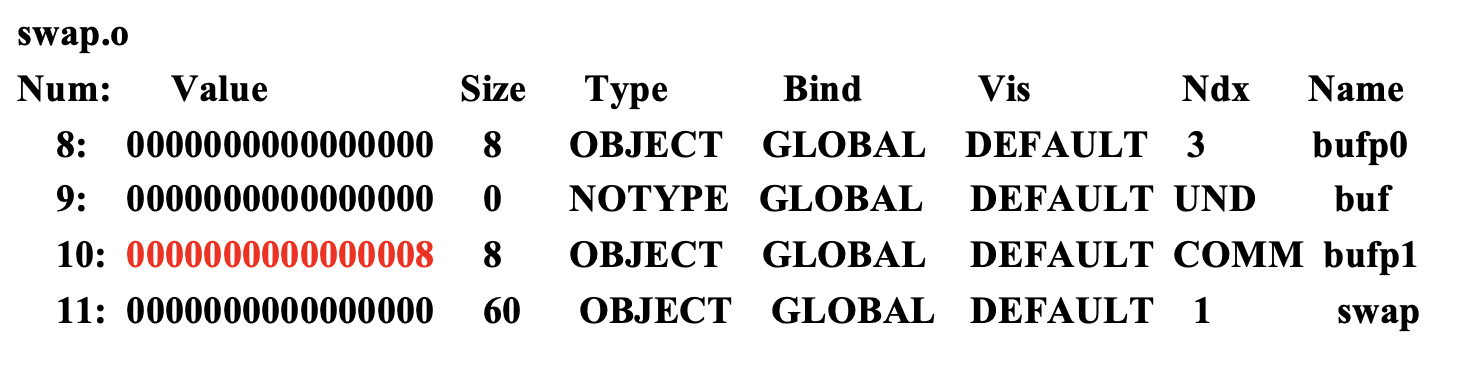 swap.o
Num: Value Size Type Bind Vis Ndx Name
8: 0000000000000000 8 OBJECT GLOBAL DEFAULT 3 bufp0
9: 0000000000000000 0 NOTYPE GLOBAL DEFAULT UND buf
10: 0000000000000008 8 OBJECT GLOBAL DEFAULT COMM bufp1
11: 0000000000000000 60 OBJECT GLOBAL DEFAULT 1 swap